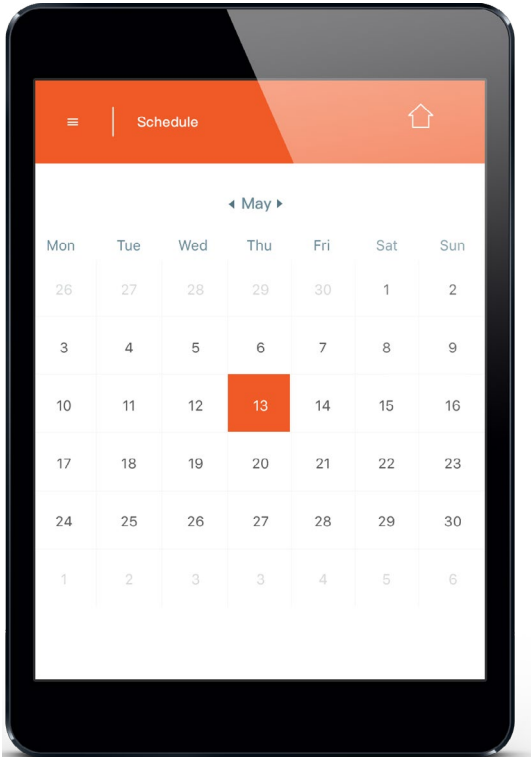 Schedule
May
Mon Tue Wed Thu Fri Sat Sun
26 27 28 29 30 1 2
3 4 5 6 7 8 9
10 11 12 13 14 15 16
17 18 19 20 21 22 23
24 25 26 27 28 29 30
1 2 3 3 4 5 6